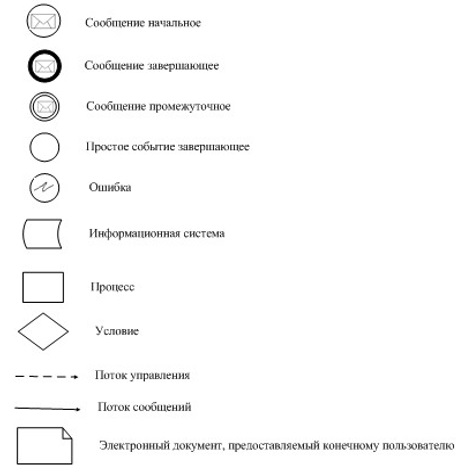 Сообщение начальное
Сообщение завершающее
Сообщение промежуточное
Простое событие завершающее
Ошибка
Информационная система
Процесс
Условие
Поток управления
Поток сообщений
Электронный документ, предоставляемый конечному пользователю